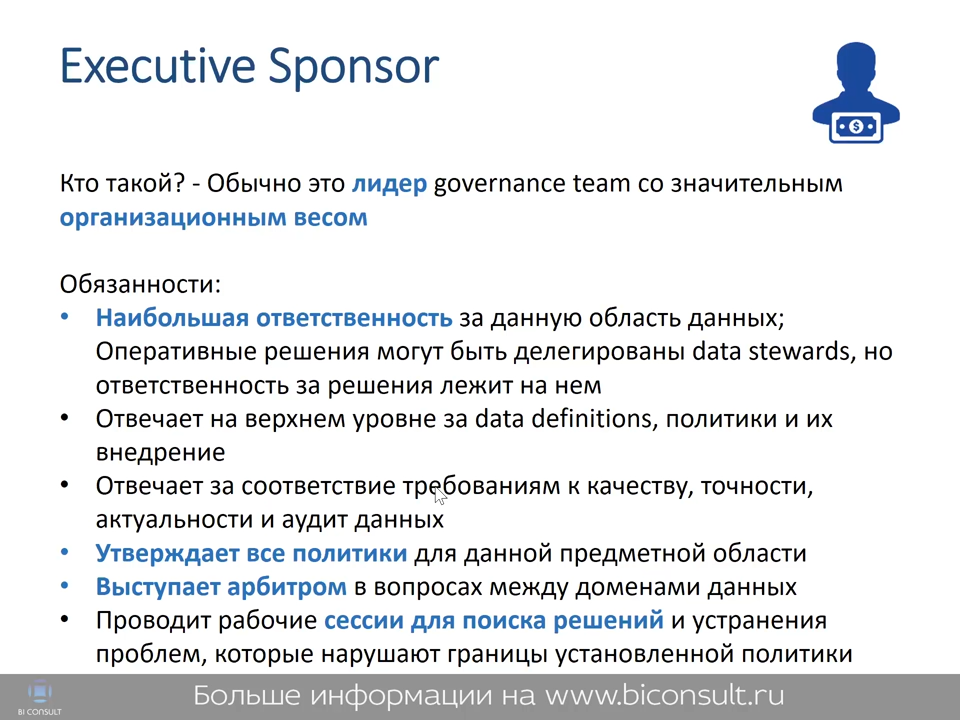 Executive Sponsor
Кто такой? - Обычно это лидер governance team со значительным
организационным весом
Обязанности:
• Наибольшая ответственность за данную область данных;
Оперативные решения могут быть делегированы data stewards, но
ответственность за решения лежит на нем
• Отвечает на верхнем уровне за data definitions, политики и их
внедрение
• Отвечает за соответствие требованиям к качеству, точности,
актуальности и аудит данных
• Утверждает все политики для данной предметной области
• Выступает арбитром в вопросах между доменами данных
• Проводит рабочие сессии для поиска решений и устранения
проблем, которые нарушают границы установленной политики
Больше информации на www.biconsult.ru
BI CONSULT